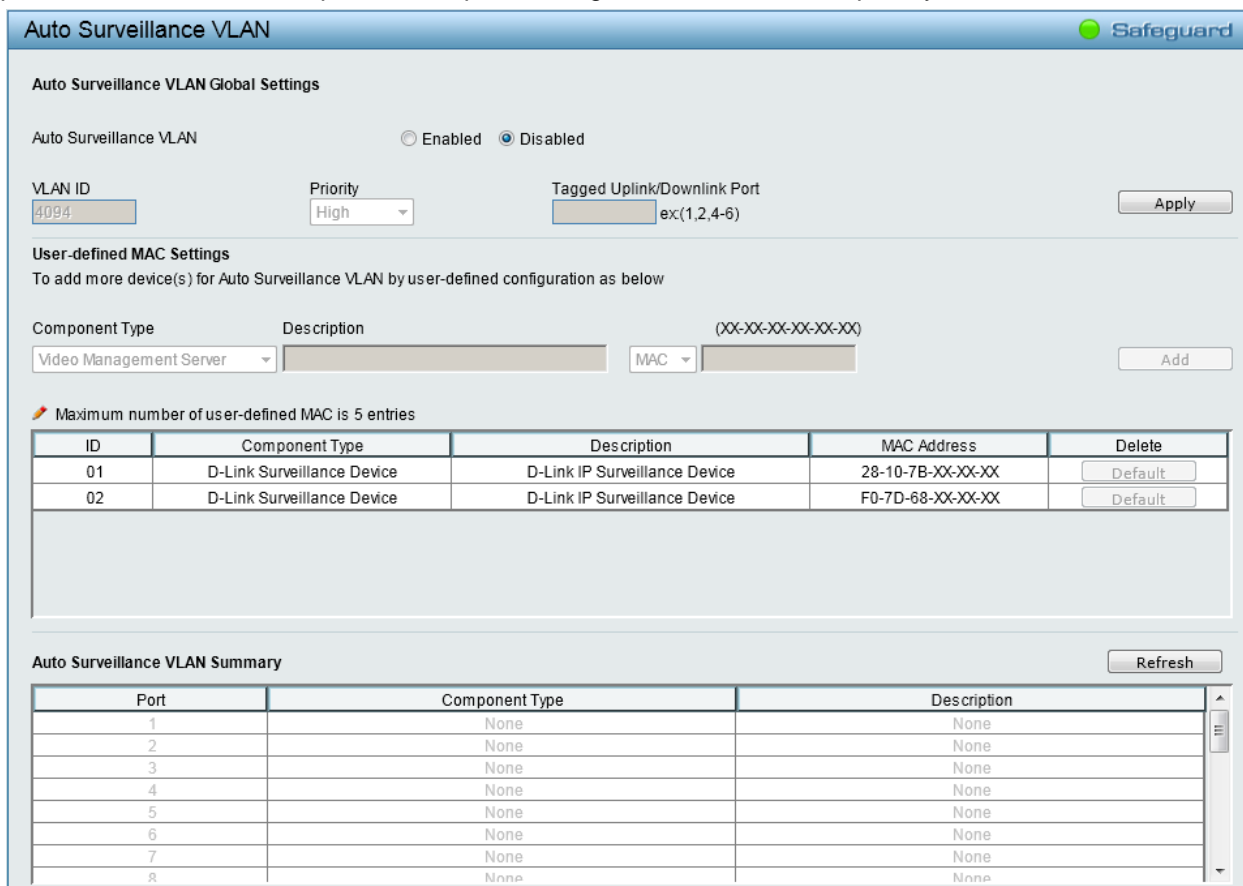 Auto Surveillance VLAN Safeguard
Auto Surveillance VLAN Global Settings
Auto Surveillance VLAN Enabled Disabled
VLAN ID Priority Tagged Uplink/Downlink Port
4094 High ex:(1,2,4-6) Apply
User-defined MAC Settings
To add more device(s) for Auto Surveillance VLAN by user-defined configuration as below
Component Type Description (XX-XX-XX-XX-XX-XX)
Video Management Server MAC Add
Maximum number of user-defined MAC is 5 entries
ID Component Type Description MAC Address Delete
01 D-Link Surveillance Device D-Link IP Surveillance Device 28-10-7B-XX-XX-XX Default
02 D-Link Surveillance Device D-Link IP Surveillance Device F0-7D-68-XX-XX-XX Default
Auto Surveillance VLAN Summary Refresh
Port Component Type Description
1 None None
2 None None
3 None None
4 None None
5 None None
6 None None
7 None None
8 None None